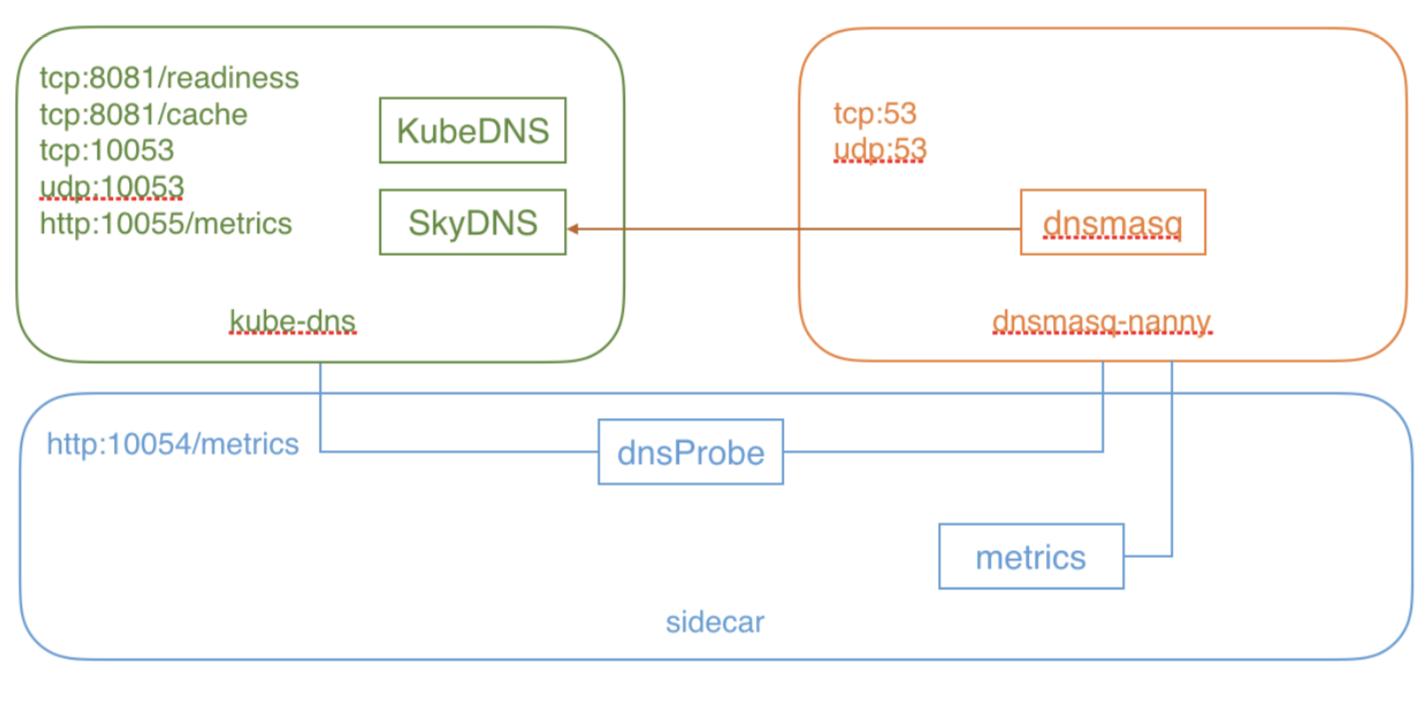 tcp:8081/readiness
tcp:8081/cache
tcp:10053
udp:10053
http:10055/metrics
KubeDNS
SkyDNS
kube-dns
tcp:53
udp:53
dnsmasq
dnsmasq-nanny
http:10054/metrics
dnsProbe
metrics
sidecar